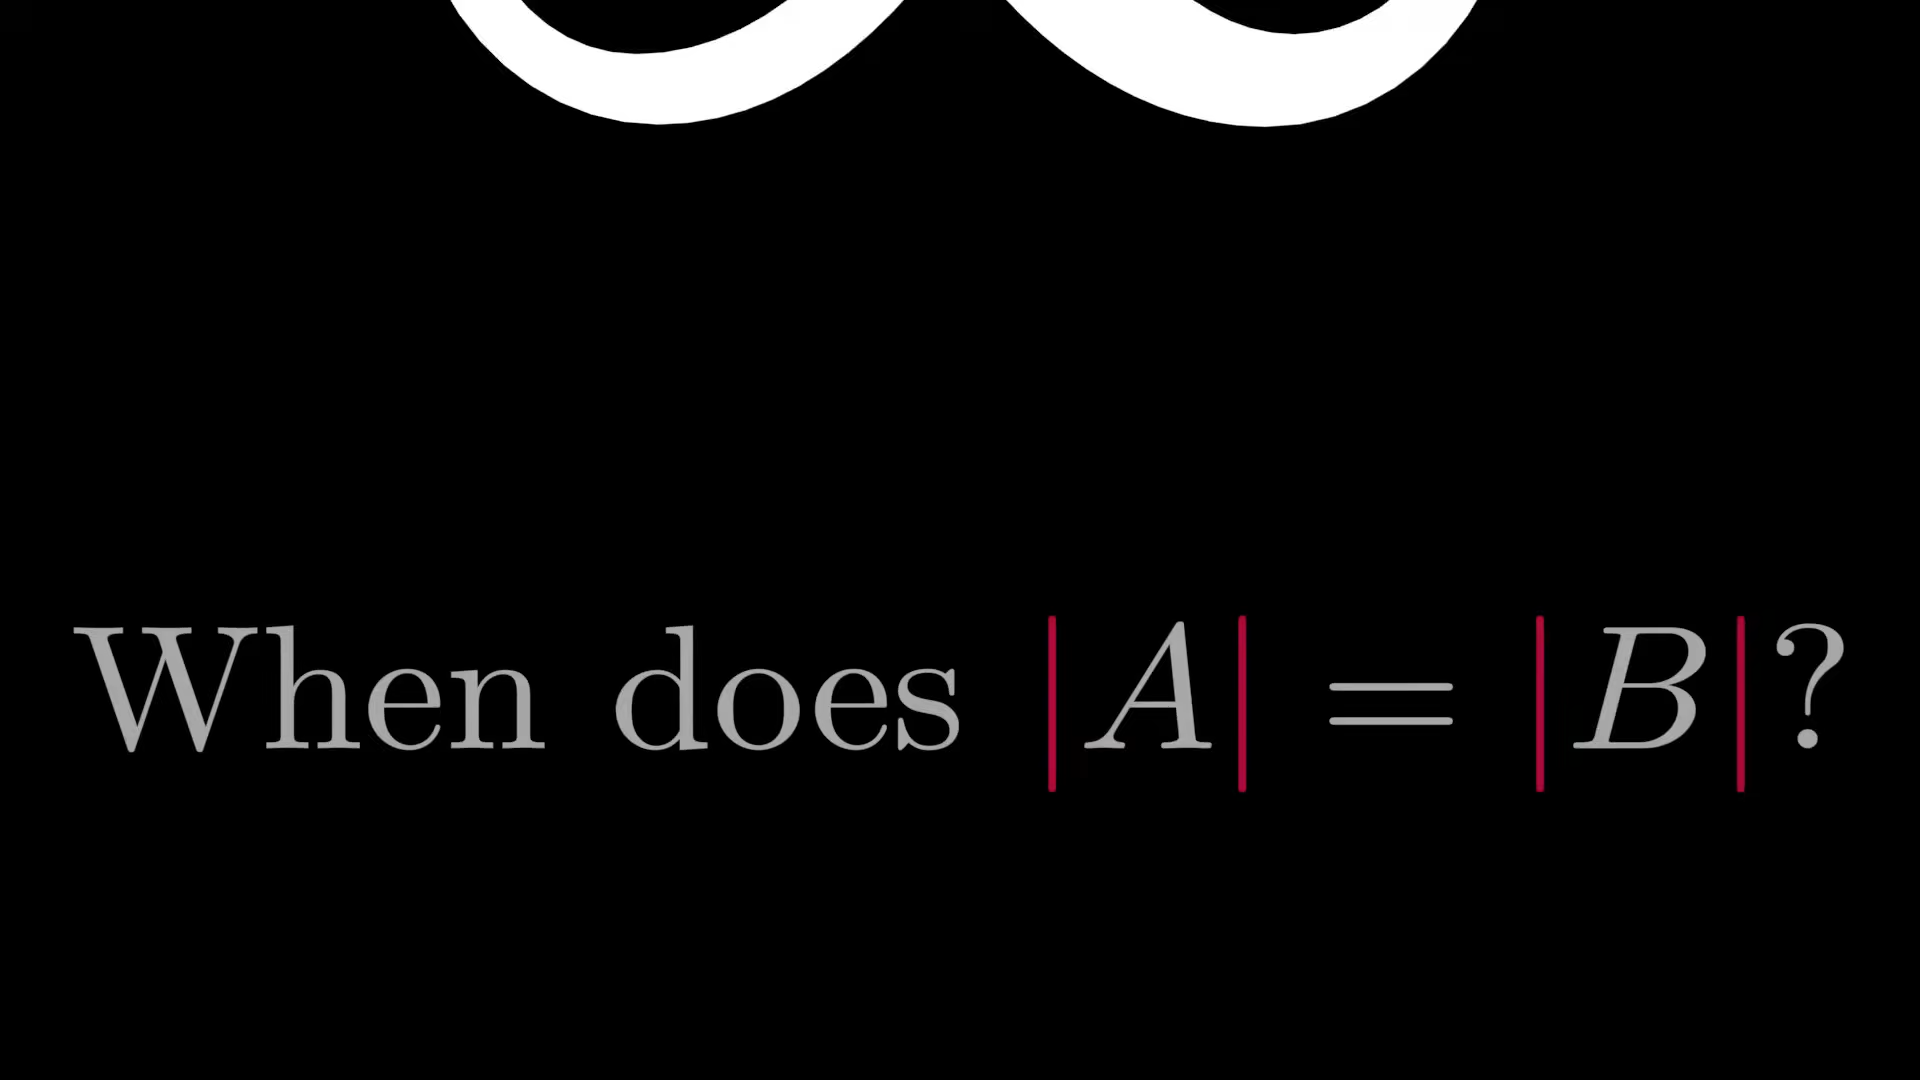 When does |A| = |B|?